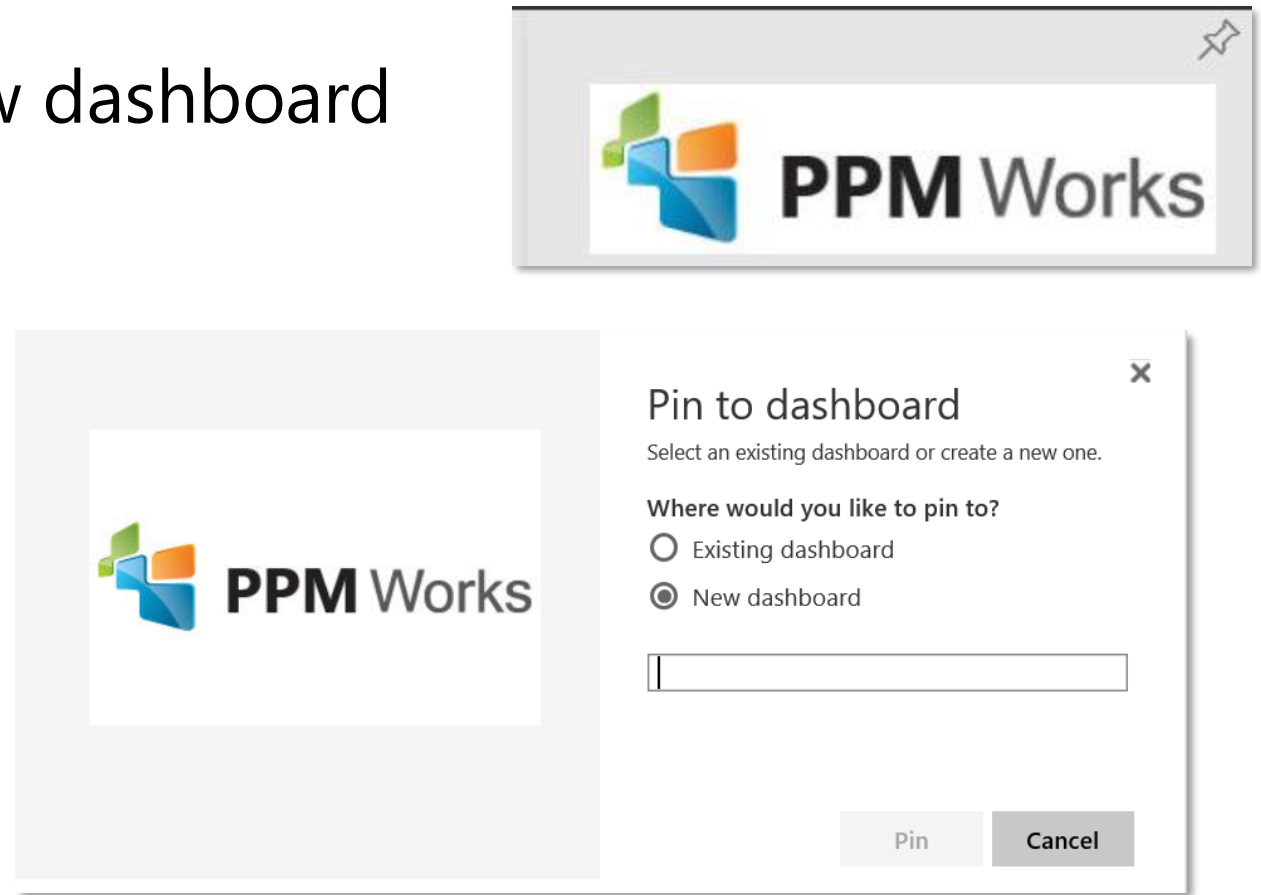 w dashboard
PPM Works
Pin to dashboard
Select an existing dashboard or create a new one.
Where would you like to pin to?
Existing dashboard
New dashboard
PPM Works
Pin
Cancel